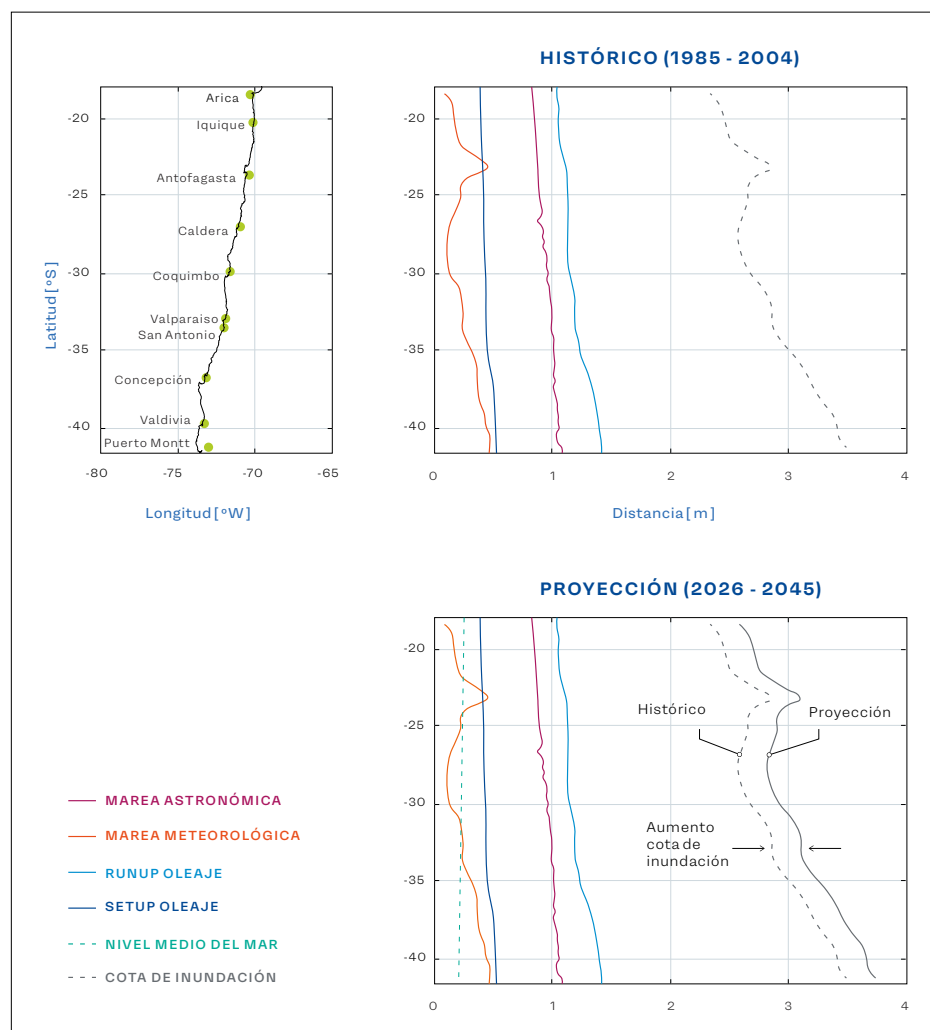 HISTÓRICO (1985 - 2004)
Arica
Iquique
Antofagasta
Caldera
Coquimbo
Valparaiso
San Antonio
Concepción
Valdivia
Puerto Montt
Latitud [ºS]
-20
-25
-30
-35
-40
-80
-75
-70
-65
Longitud [ºW]
-20
-25
-30
-35
-40
0
1
2
3
4
Distancia [m]
PROYECCIÓN (2026 - 2045)
-20
-25
-30
-35
-40
Histórico
Proyección
Aumento
cota de
inundación
0
1
2
3
4
MAREA ASTRONÓMICA
MAREA METEOROLÓGICA
RUNUP OLEAJE
SETUP OLEAJE
NIVEL MEDIO DEL MAR
COTA DE INUNDACIÓN